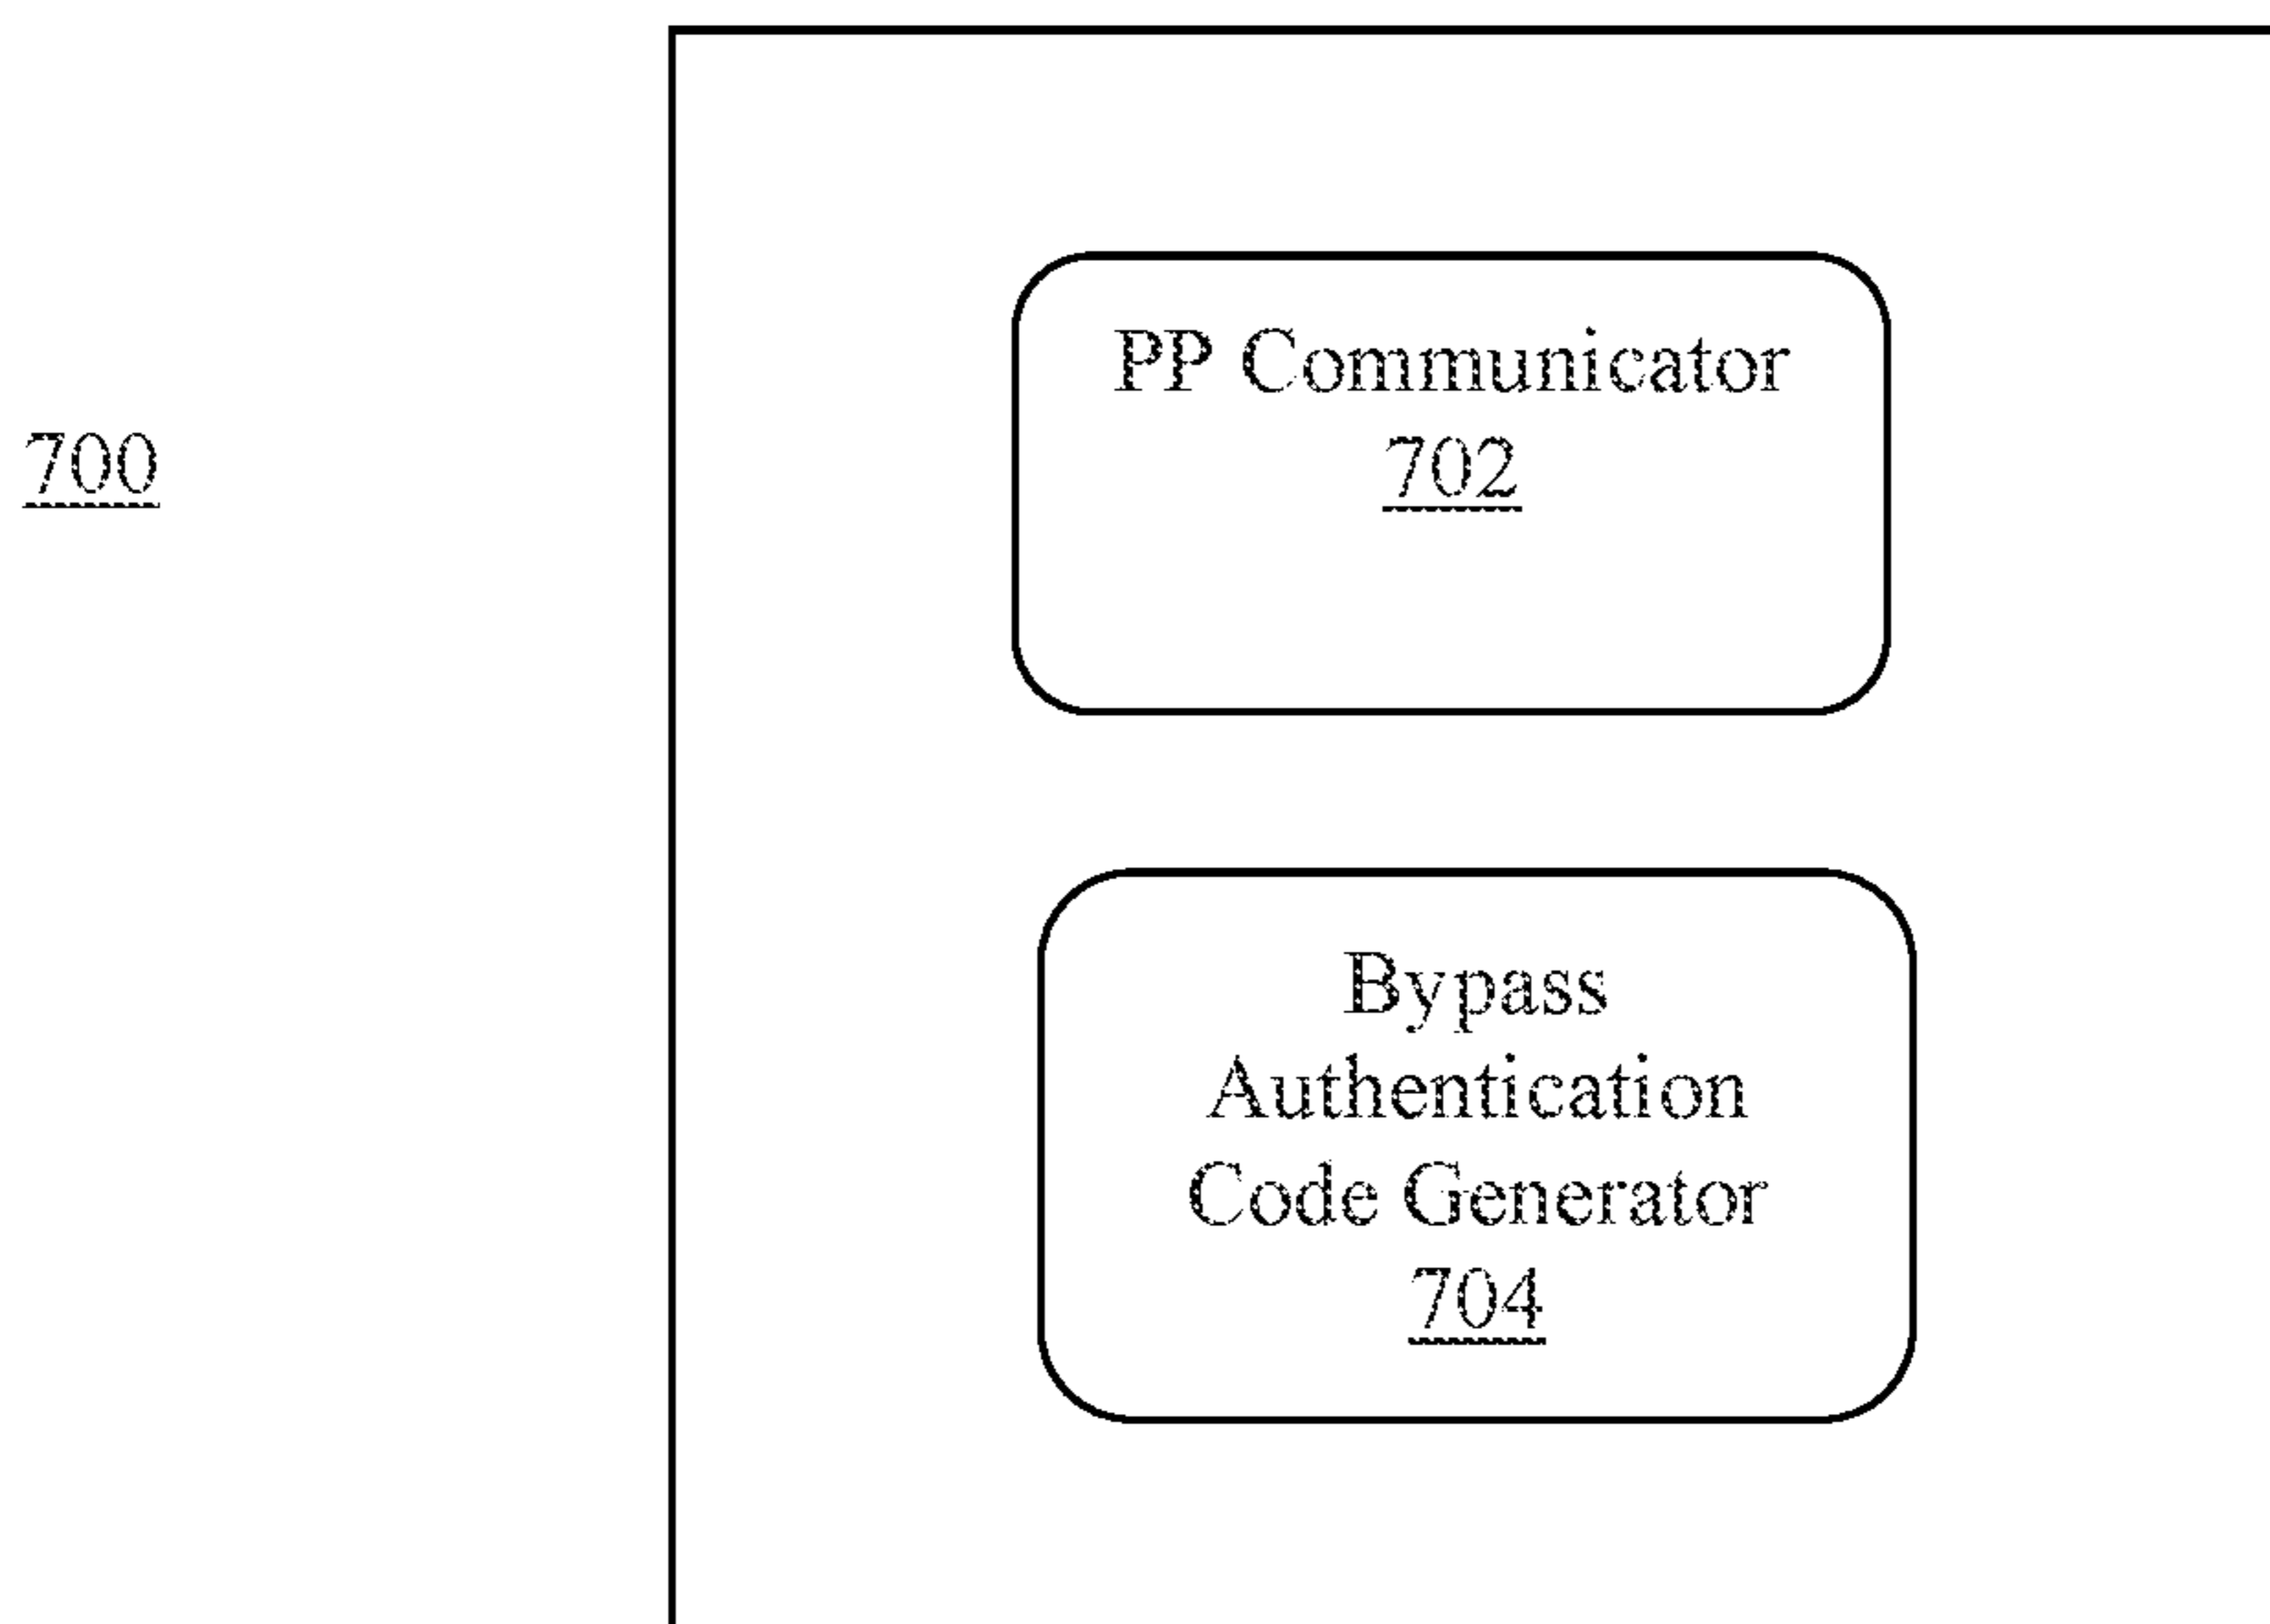 PP Communicator
700
702
Bypass
Authentication
Code Generator
704